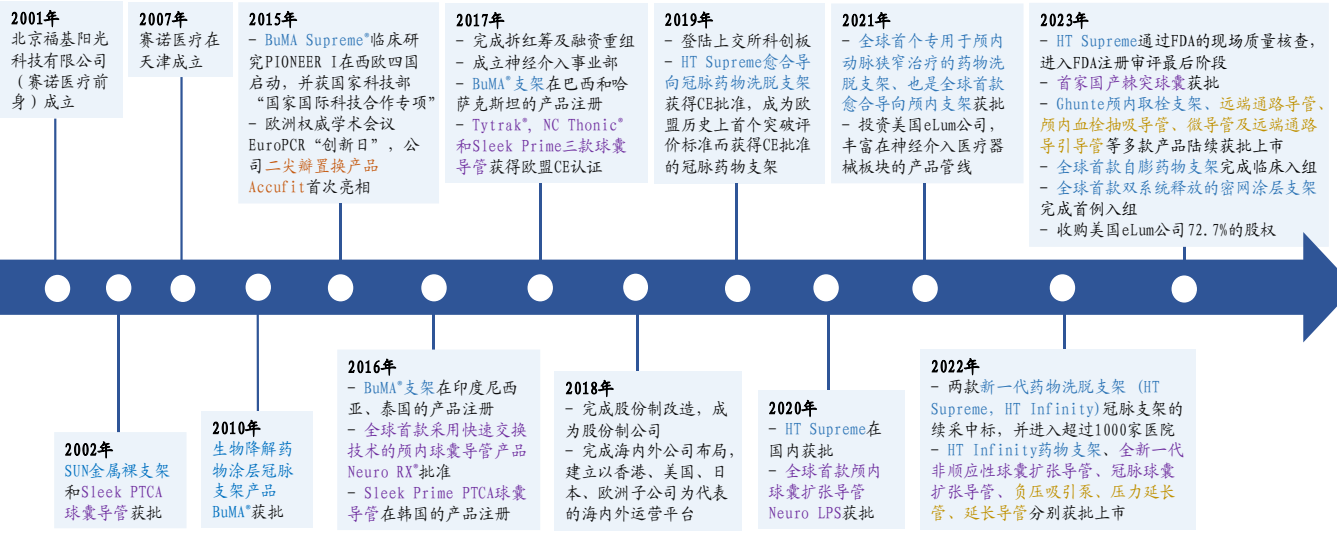 2001年
北京福基阳光
科技有限公司
（赛诺医疗前
身）成立
2007年
赛诺医疗在
天津成立
2015年
- BuMA Supreme®临床研
究PIONEER I在西欧四国
启动，并获国家科技部
“国家国际科技合作专项”
- 欧洲权威学术会议
EuroPCR“创新日”，公
司二尖瓣置换产品
Accufit首次亮相
2017年
- 完成拆红筹及融资重组
- 成立神经介入事业部
- BuMA®支架在巴西和哈
萨克斯坦的产品注册
- Tytrak®, NC Thonic®
和Sleek Prime三款球囊
导管获得欧盟CE认证
2019年
- 登陆上交所科创板
- HT Supreme愈合导
向冠脉药物洗脱支架
获得CE批准，成为欧
盟历史上首个突破评
价标准而获得CE批准
的冠脉药物支架
2021年
- 全球首个专用于颅内
动脉狭窄治疗的药物洗
脱支架、也是全球首款
愈合导向颅内支架获批
- 投资美国eLum公司，
丰富在神经介入医疗器
械板块的产品管线
2023年
- HT Supreme通过FDA的现场质量核查，
进入FDA注册审评最后阶段
- 首家国产棘突球囊获批
- Ghunte颅内取栓支架、远端通路导管、
颅内血栓抽吸导管、微导管及远端通路
导引导管等多款产品陆续获批上市
- 全球首款自膨药物支架完成临床入组
- 全球首款双系统释放的密网涂层支架
完成首例入组
- 收购美国eLum公司72.7%的股权
2002年
SUN金属裸支架
和Sleek PTCA
球囊导管获批
2010年
生物降解药
物涂层冠脉
支架产品
BuMA®获批
2016年
- BuMA®支架在印度尼西
亚、泰国的产品注册
- 全球首款采用快速交换
技术的颅内球囊导管产品
Neuro RX®批准
- Sleek Prime PTCA球囊
导管在韩国的产品注册
2018年
- 完成股份制改造，成
为股份制公司
- 完成海内外公司布局，
建立以香港、美国、日
本、欧洲子公司为代表
的海内外运营平台
2020年
- HT Supreme在
国内获批
- 全球首款颅内
球囊扩张导管
Neuro LPS获批
2022年
- 两款新一代药物洗脱支架（HT
Supreme, HT Infinity)冠脉支架的
续采中标，并进入超过1000家医院
- HT Infinity药物支架、全新一代
非顺应性球囊扩张导管、冠脉球囊
扩张导管、负压吸引泵、压力延长
管、延长导管分别获批上市